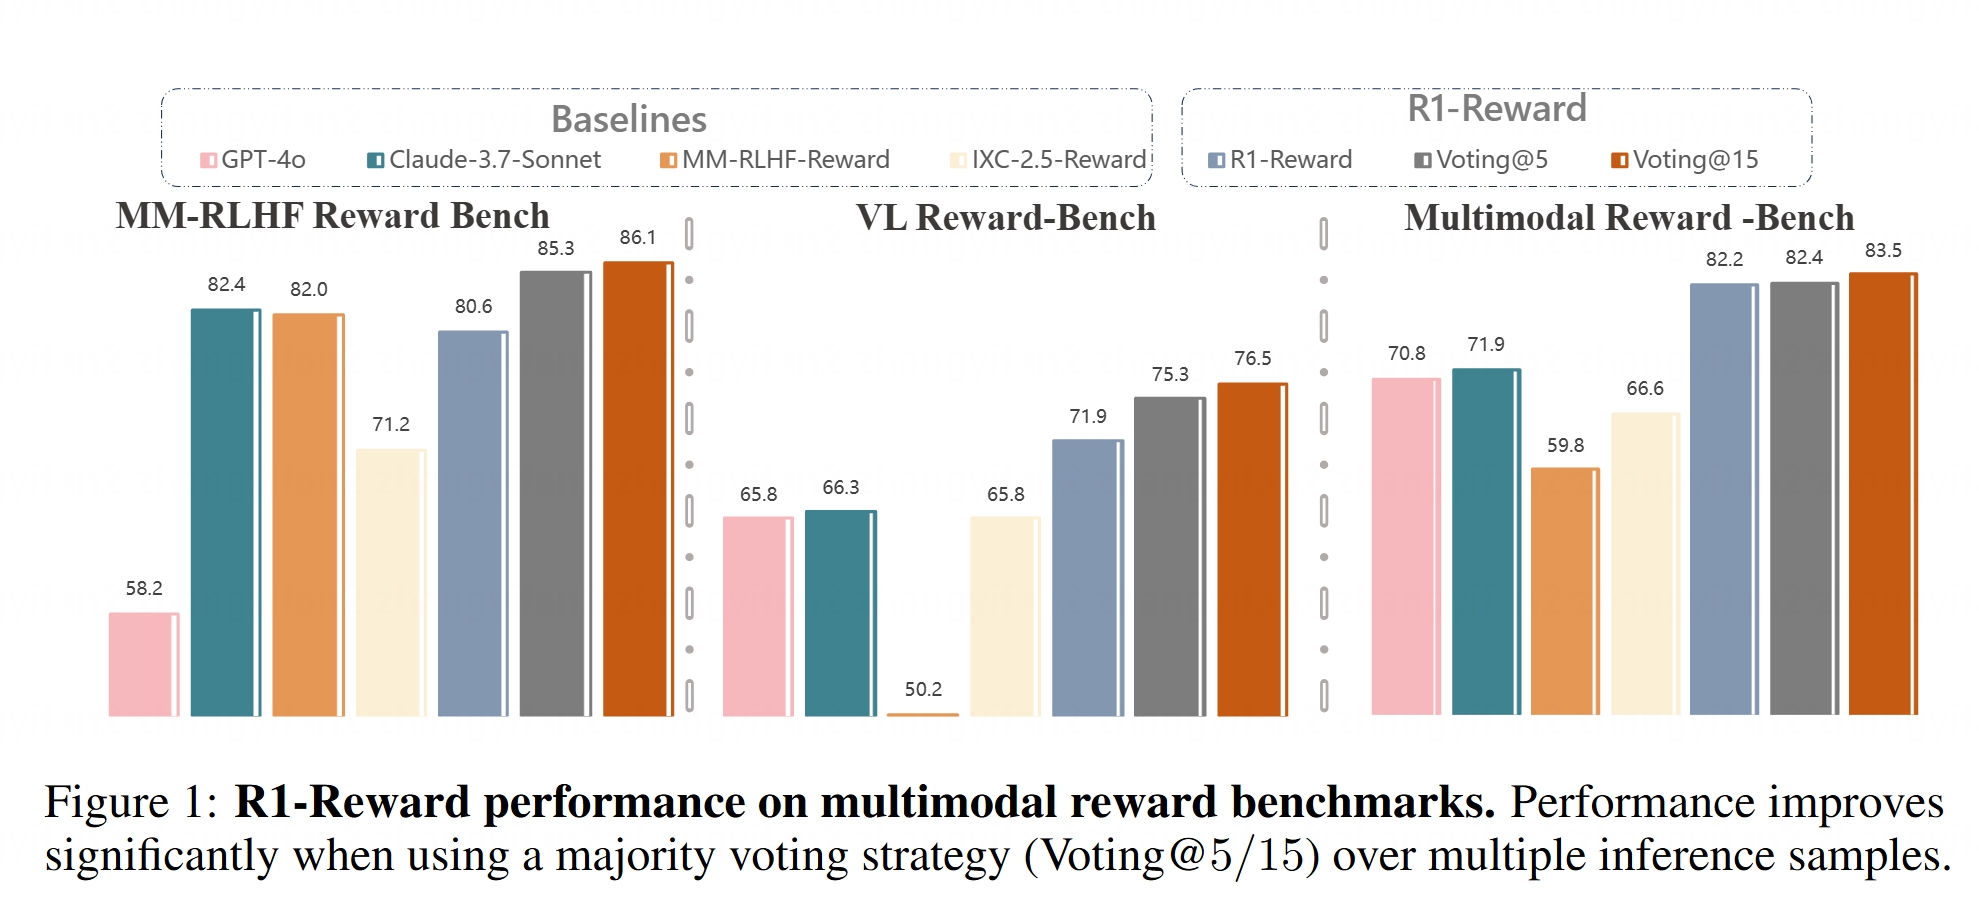 Baselines
GPT-4o Claude-3.7-Sonnet MM-RLHF-Reward IXC-2.5-Reward
R1-Reward
R1-Reward Voting@5 Voting@15
MM-RLHF Reward Bench
58.2 82.4 82.0 71.2 80.6 85.3 86.1
VL Reward-Bench
65.8 66.3 50.2 65.8 71.9 75.3 76.5
Multimodal Reward -Bench
70.8 71.9 59.8 66.6 82.2 82.4 83.5
Figure 1: R1-Reward performance on multimodal reward benchmarks. Performance improves
significantly when using a majority voting strategy (Voting@5/15) over multiple inference samples.